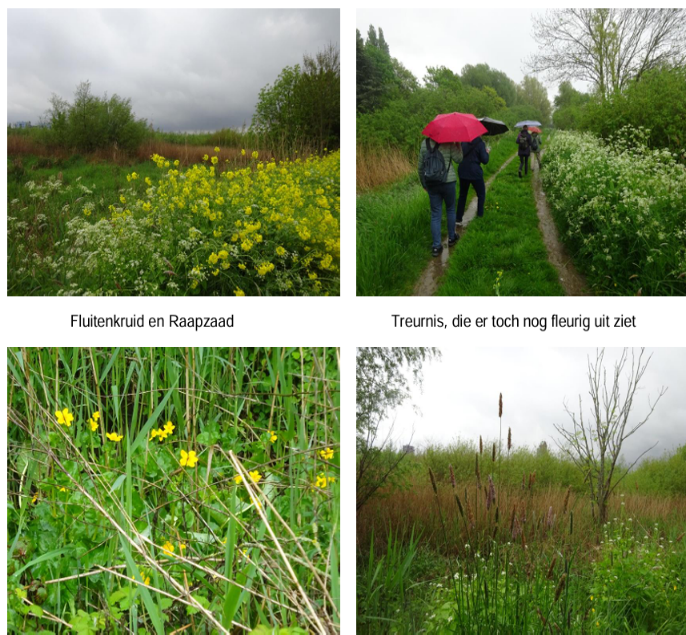 Fluitenkruid en Raapzaad
Treurnis, die er toch nog fleurig uit ziet